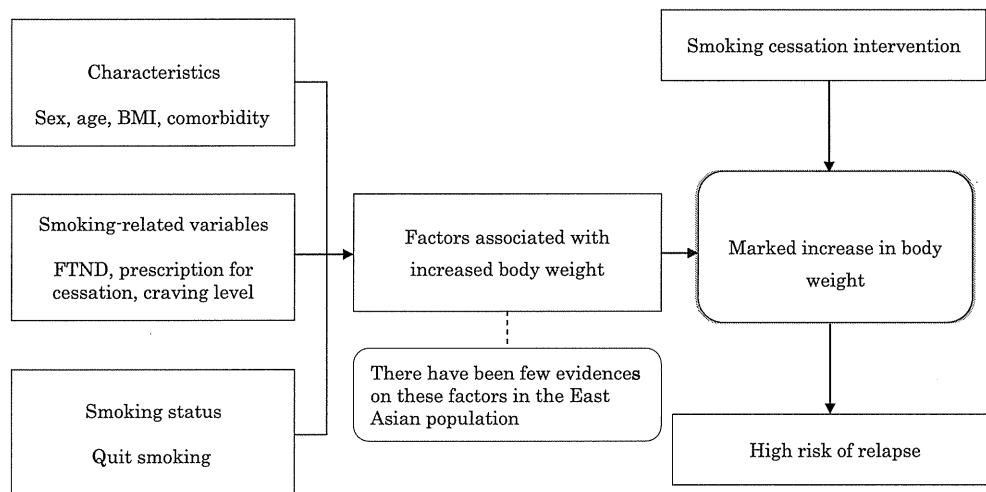 Characteristics
Sex, age, BMI, comorbidity
Smoking-related variables
FTND, prescription for
cessation, craving level
Smoking status
Quit smoking
Factors associated with
increased body weight
There have been few evidences
on these factors in the East
Asian population
Smoking cessation intervention
Marked increase in body
weight
High risk of relapse